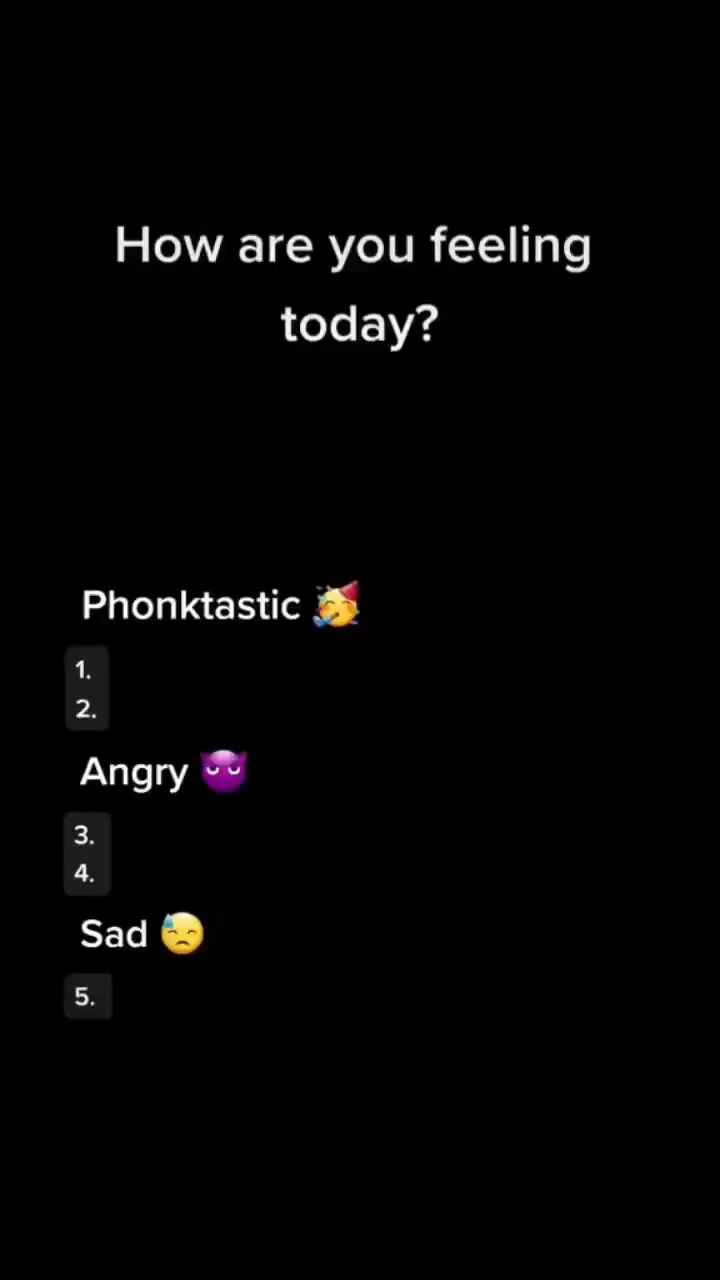 How are you feeling
today?
Phonktastic 🥳
1.
2.
Angry 😈
3.
4.
Sad 😓
5.